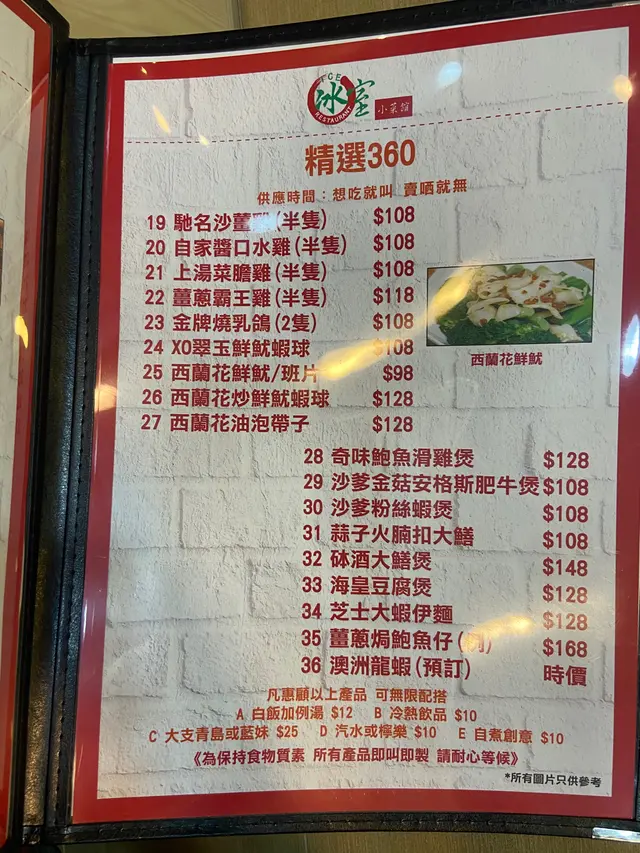 ICE
冰室
RESTAURANT
小菜館
精選360
供應時間：想吃就叫 賣哂就無
19 馳名沙薑雞(半隻) $108
20 自家醬口水雞(半隻) $108
21 上湯菜膽雞(半隻) $108
22 薑蔥霸王雞(半隻) $118
23 金牌燒乳鴿(2隻) $108
24 XO翠玉鮮魷蝦球 $108
25 西蘭花鮮魷/班片 $98
26 西蘭花炒鮮魷蝦球 $128
27 西蘭花油泡帶子 $128
西蘭花鮮魷
28 奇味鮑魚滑雞煲 $128
29 沙爹金菇安格斯肥牛煲 $108
30 沙爹粉絲蝦煲 $108
31 蒜子火腩扣大鱔 $108
32 砵酒大鱔煲 $148
33 海皇豆腐煲 $128
34 芝士大蝦伊麵 $128
35 薑蔥焗鮑魚仔(例) $168
36 澳洲龍蝦(預訂) 時價
凡惠顧以上產品 可無限配搭
A 白飯加例湯 $12 B 冷熱飲品 $10
C 大支青島或藍妹 $25 D 汽水或檸樂 $10 E 自煮創意 $10
《為保持食物質素 所有產品即叫即製 請耐心等候》
*所有圖片只供參考